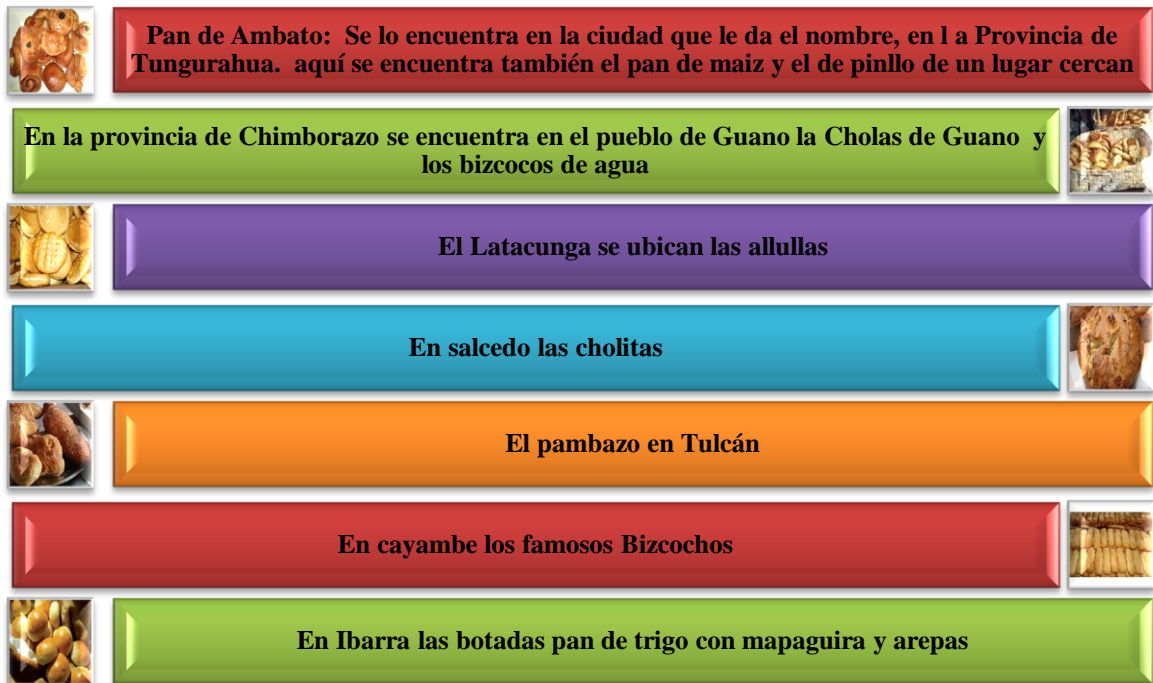 Pan de Ambato: Se lo encuentra en la ciudad que le da el nombre, en l a Provincia de
Tungurahua. aquí se encuentra también el pan de maiz y el de pinllo de un lugar cercan
En la provincia de Chimborazo se encuentra en el pueblo de Guano la Cholas de Guano y
los bizcocos de agua
El Latacunga se ubican las allullas
En salcedo las cholitas
El pambazo en Tulcán
En cayambe los famosos Bizcochos
En Ibarra las botadas pan de trigo con mapaguira y arepas